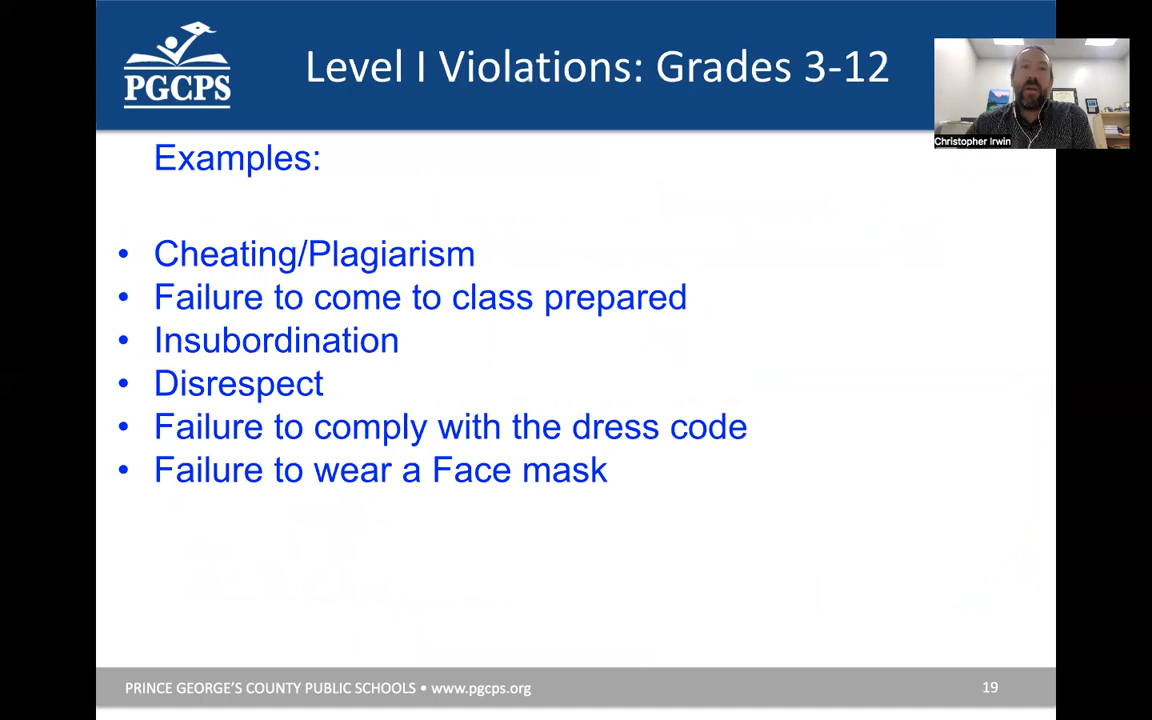 PGCPS
Level I Violations: Grades 3-12
Christopher Irwin
Examples:
• Cheating/Plagiarism
• Failure to come to class prepared
• Insubordination
• Disrespect
• Failure to comply with the dress code
• Failure to wear a Face mask
PRINCE GEORGE'S COUNTY PUBLIC SCHOOLS • www.pgcps.org
19